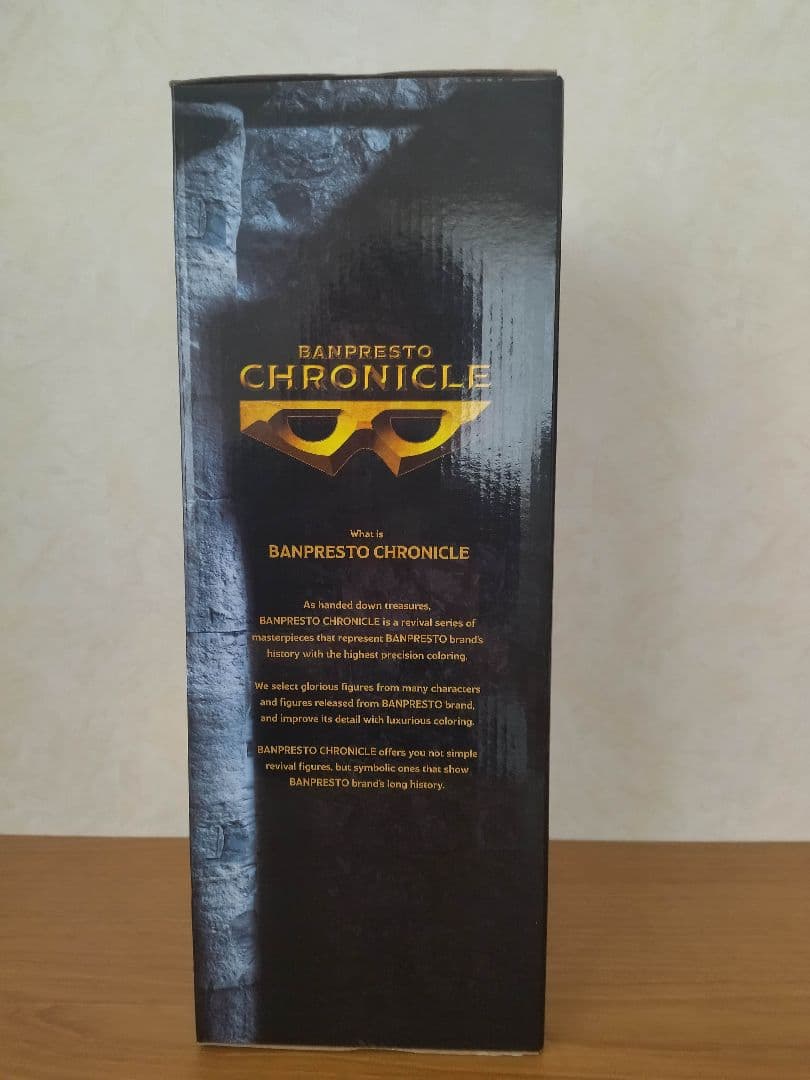 BANPRESTO
CHRONICLE
What is
BANPRESTO CHRONICLE
As handed down treasures,
BANPRESTO CHRONICLE is a revival series of
masterpieces that represent BANPRESTO brand's
history with the highest precision coloring.
We select glorious figures from many characters
and figures released from BANPRESTO brand,
and improve its detail with luxurious coloring.
BANPRESTO CHRONICLE offers you not simple
revival figures, but symbolic ones that show
BANPRESTO brand's long history.